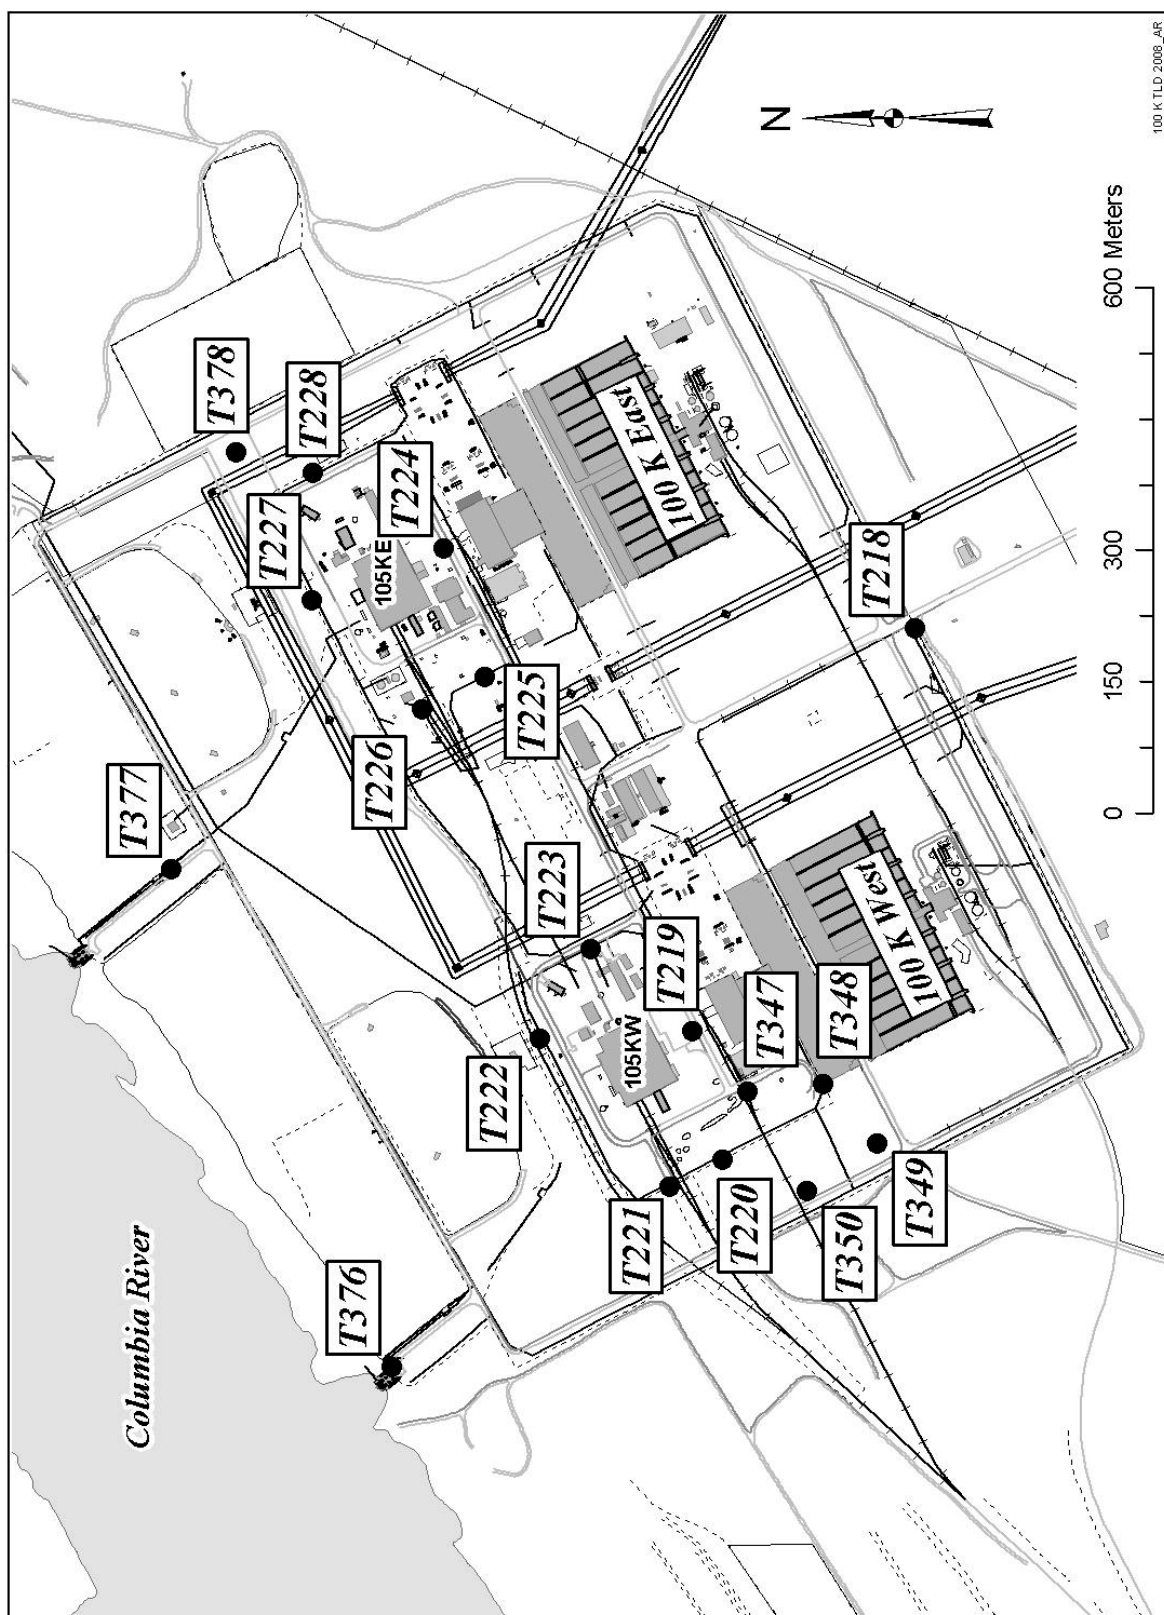 Columbia River
T376
T377
T378
T228
T227
T224
105KE
T226
T225
T222
T223
T221
105KW
T219
T220
T347
T350
T348
T349
100 K East
100 K West
T218
N
0 150 300 600 Meters
100 K TLD 2008_AR